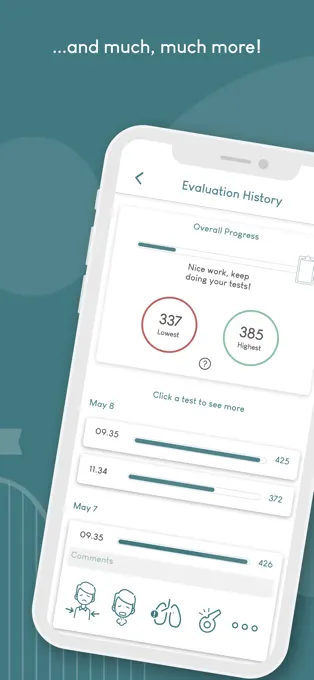 ...and much, much more!
Evaluation History
Overall Progress
Nice work, keep
doing your tests!
337
Lowest
385
Highest
?
Click a test to see more
May 8
09.35
425
11.34
372
May 7
09.35
426
Comments